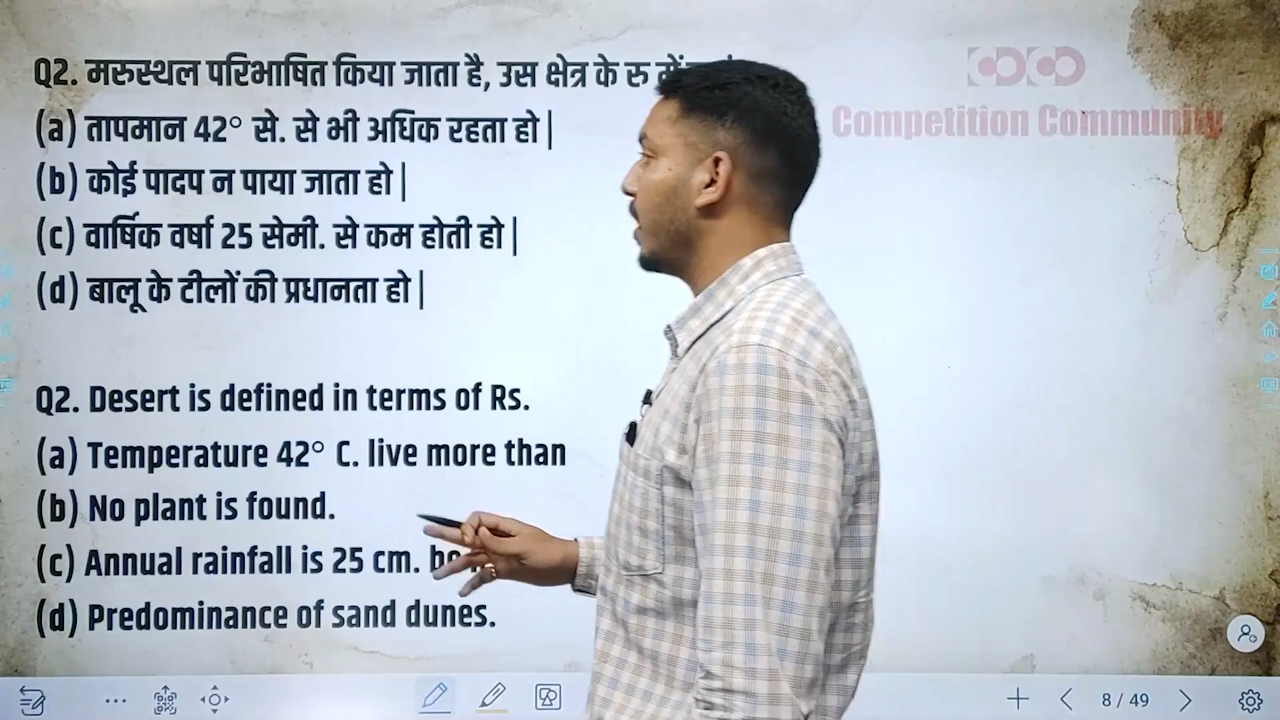 Q2. मरुस्थल परिभाषित किया जाता है, उस क्षेत्र के रु में
(a) तापमान 42° से. से भी अधिक रहता हो |
(b) कोई पादप न पाया जाता हो |
(c) वार्षिक वर्षा 25 सेमी. से कम होती हो |
(d) बालू के टीलों की प्रधानता हो |
Competition Community
Q2. Desert is defined in terms of Rs.
(a) Temperature 42° C. live more than
(b) No plant is found.
(c) Annual rainfall is 25 cm.
(d) Predominance of sand dunes.
8 / 49